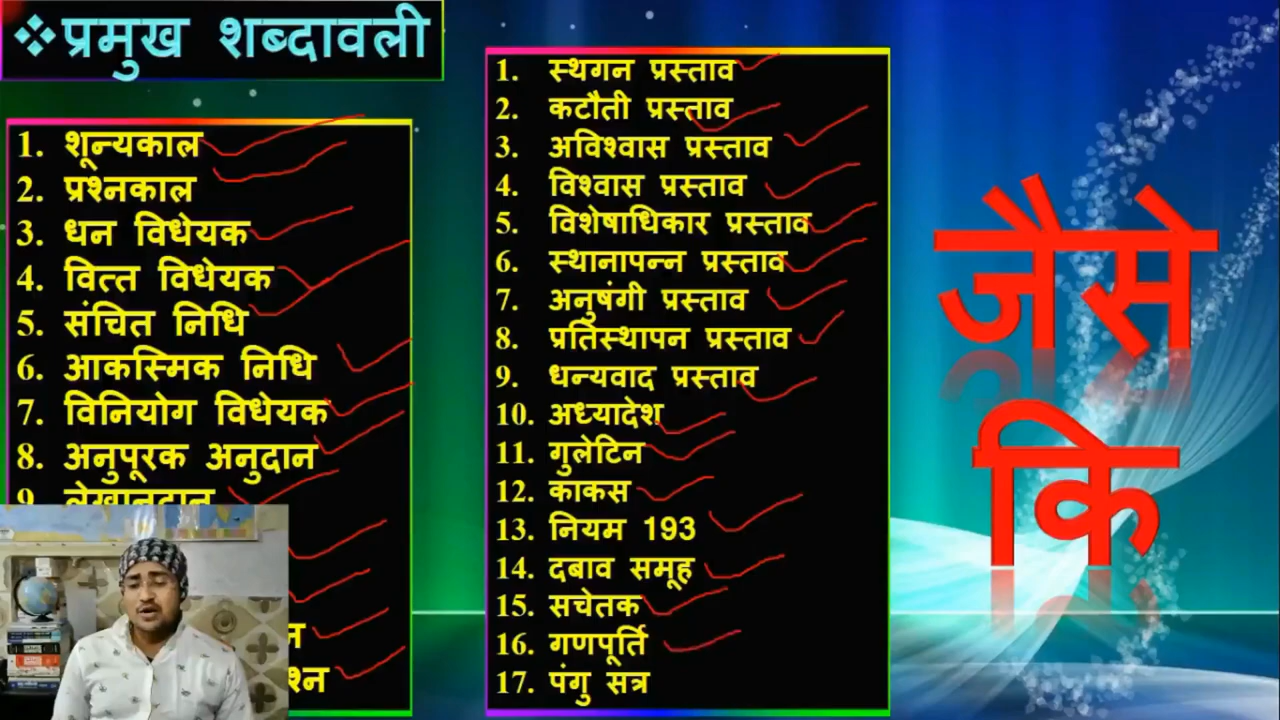 ❖प्रमुख शब्दावली
1. शून्यकाल
2. प्रश्नकाल
3. धन विधेयक
4. वित्त विधेयक
5. संचित निधि
6. आकस्मिक निधि
7. विनियोग विधेयक
8. अनुपूरक अनुदान
9. लेखानुदान
1. स्थगन प्रस्ताव
2. कटौती प्रस्ताव
3. अविश्वास प्रस्ताव
4. विश्वास प्रस्ताव
5. विशेषाधिकार प्रस्ताव
6. स्थानापन्न प्रस्ताव
7. अनुषंगी प्रस्ताव
8. प्रतिस्थापन प्रस्ताव
9. धन्यवाद प्रस्ताव
10. अध्यादेश
11. गुलेटिन
12. काकस
13. नियम 193
14. दबाव समूह
15. सचेतक
16. गणपूर्ति
17. पंगु सत्र
जैसे
कि